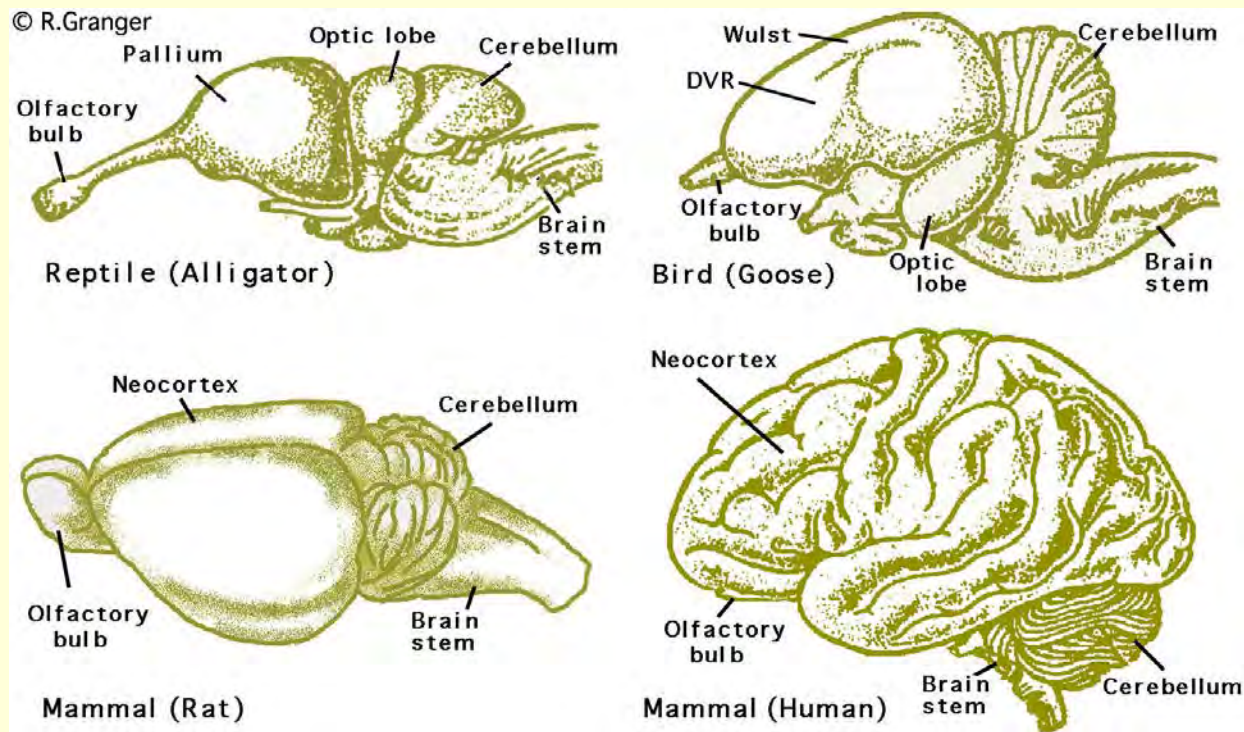 © R.Granger
Pallium
Optic lobe
Cerebellum
Olfactory
bulb
Brain
stem
Reptile (Alligator)
Wulst
Cerebellum
DVR
Olfactory
bulb
Optic
lobe
Brain
stem
Bird (Goose)
Neocortex
Cerebellum
Olfactory
bulb
Brain
stem
Mammal (Rat)
Neocortex
Olfactory
bulb
Brain
stem
Cerebellum
Mammal (Human)